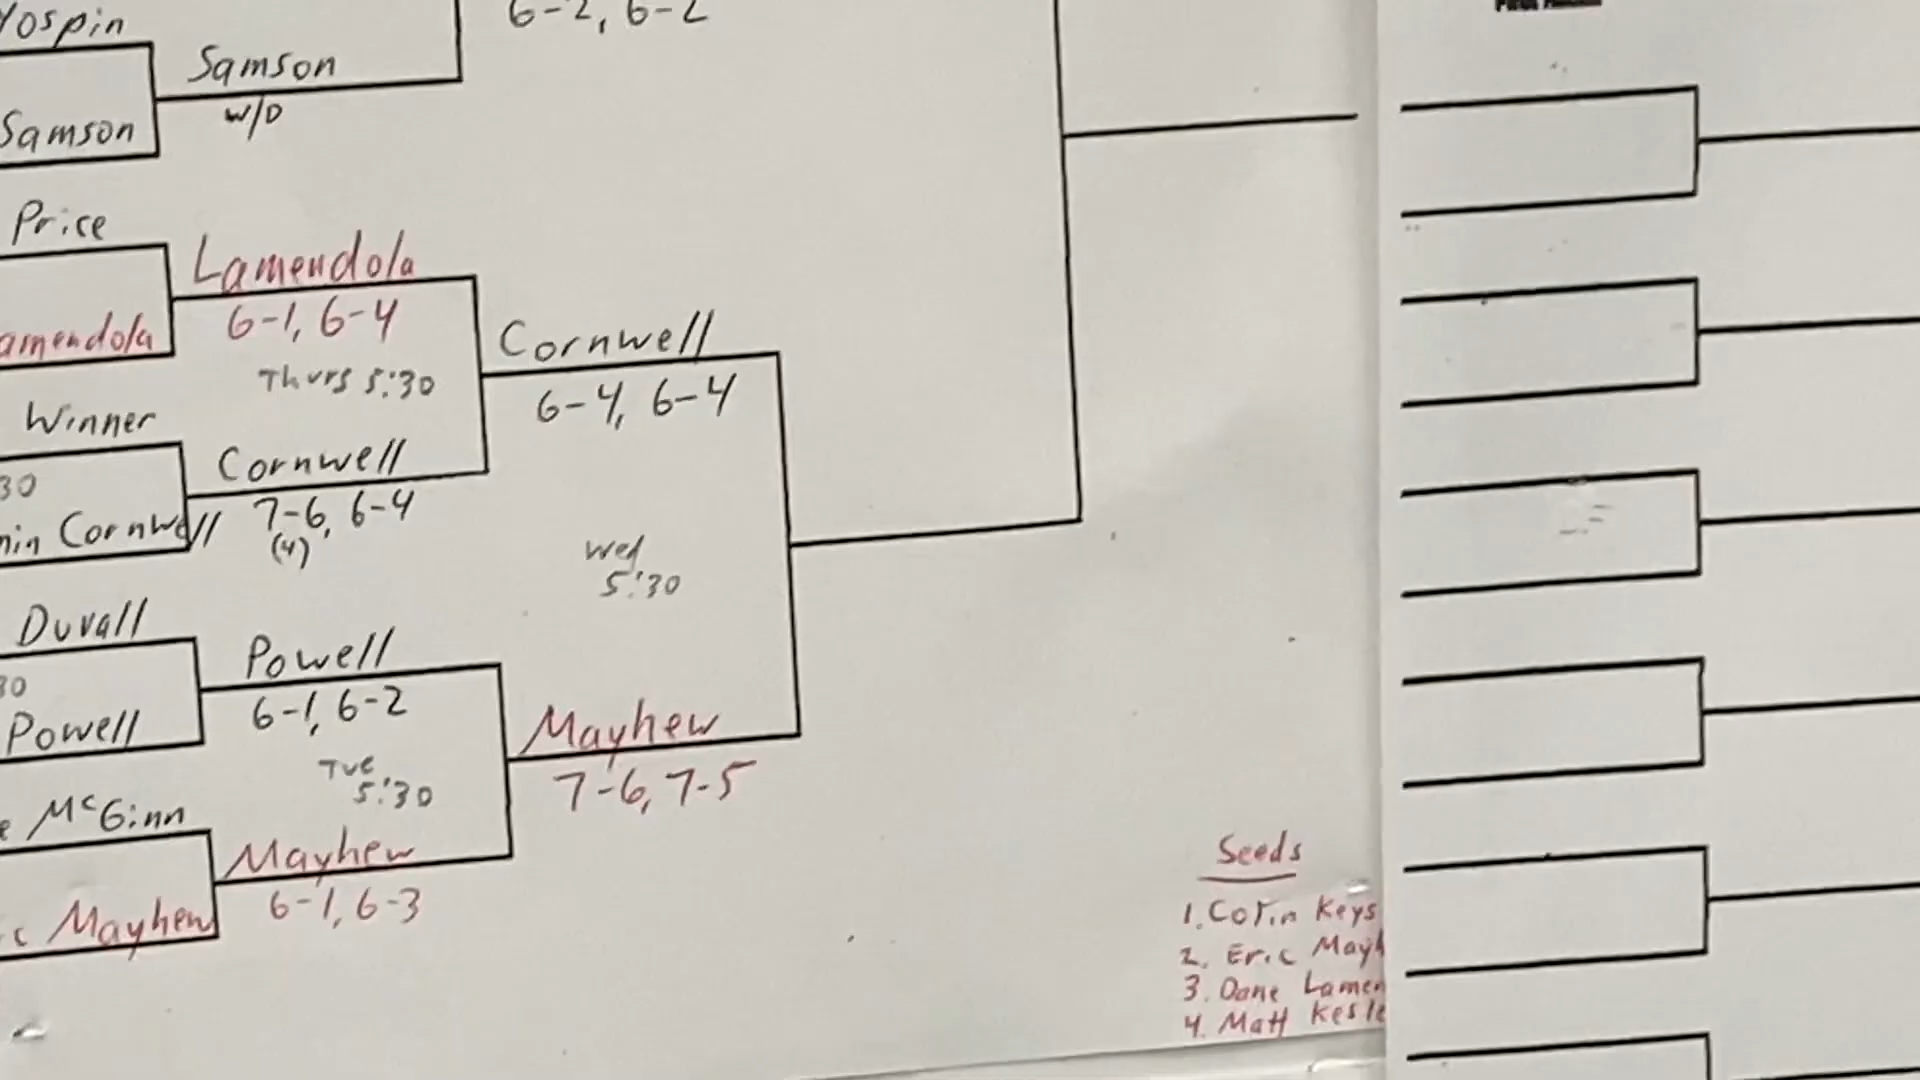 Yospin
6-2, 6-2
Samson
w/o
Samson
Price
Lamendola
6-1, 6-4
amendola
Cornwell
6-4, 6-4
Thurs 5:30
Winner
Cornwell
30
7-6, 6-4
(4)
min Cornwell
Wed
5:30
Duvall
Powell
30
6-1, 6-2
Powell
Mayhew
7-6, 7-5
Tue
5:30
e McGinn
Mayhew
6-1, 6-3
c Mayhew
Seeds
1. Colin Keys
2. Eric Mayh
3. Dane Lamen
4. Matt Kesle